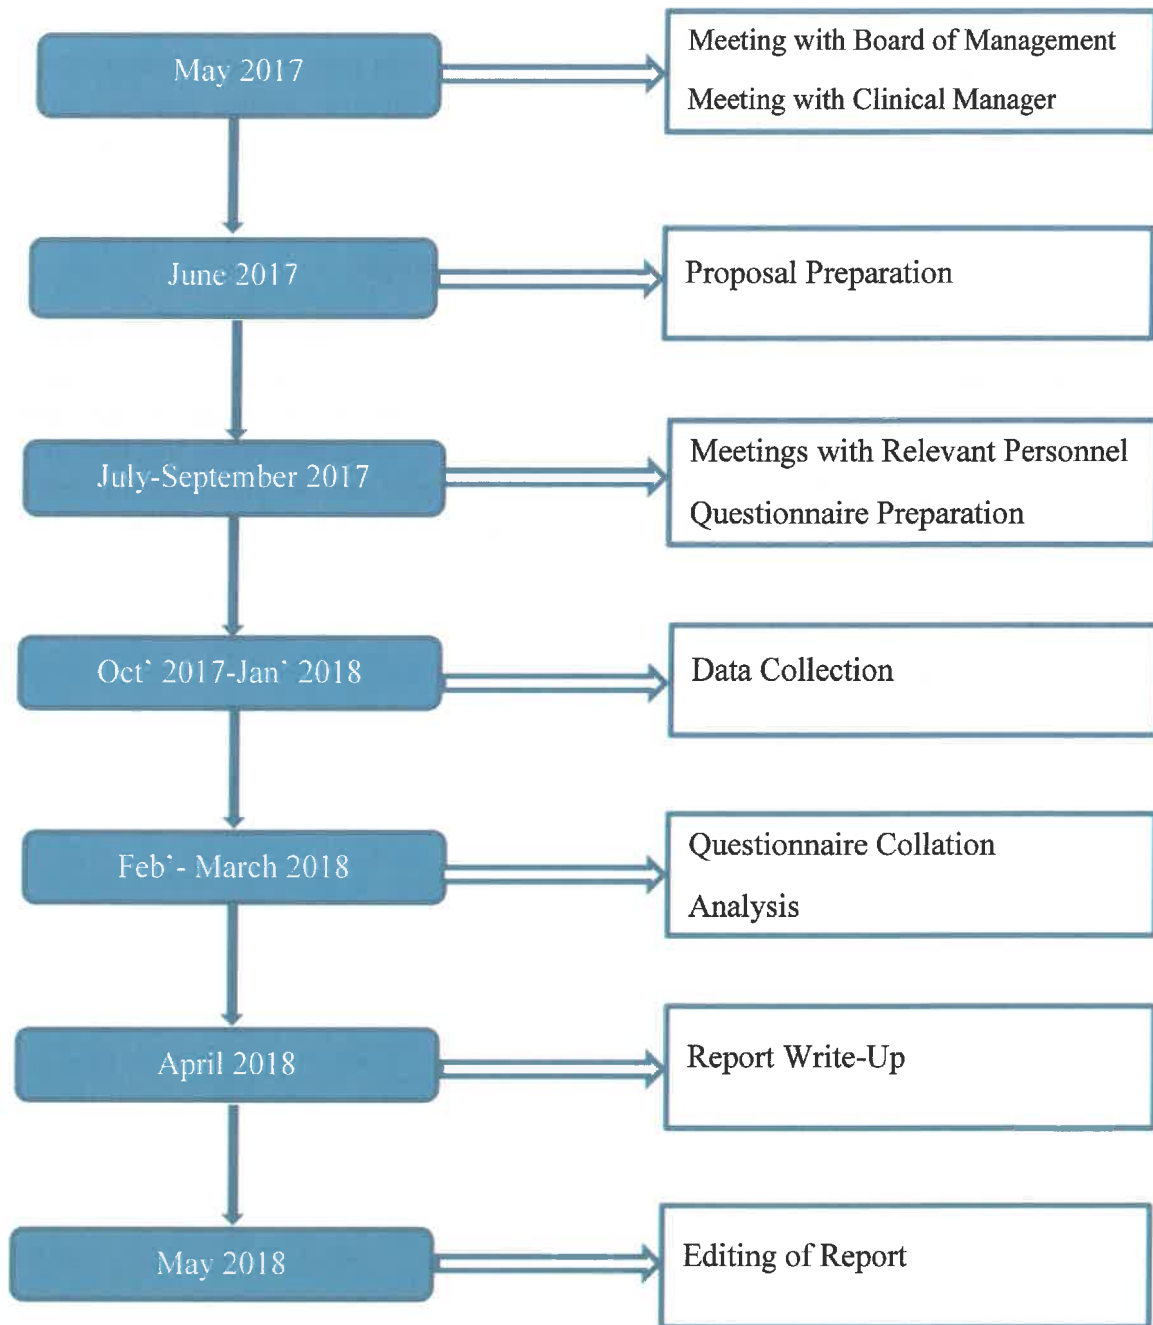 May 2017
Meeting with Board of Management
Meeting with Clinical Manager
June 2017
Proposal Preparation
July-September 2017
Meetings with Relevant Personnel
Questionnaire Preparation
Oct’ 2017-Jan’ 2018
Data Collection
Feb’- March 2018
Questionnaire Collation
Analysis
April 2018
Report Write-Up
May 2018
Editing of Report